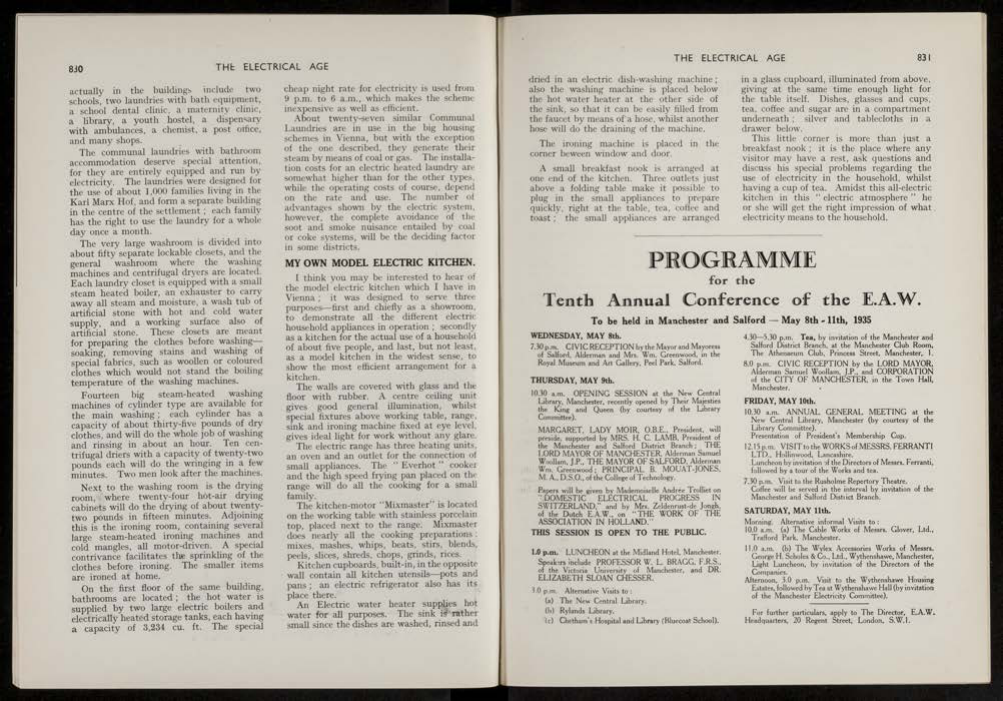 830
THE ELECTRICAL AGE
actually in the buildings include two
schools, two laundries with bath equipment,
a school dental clinic, a maternity clinic,
a library, a youth hostel, a dispensary
with ambulances, a chemist, a post office,
and many shops.
The communal laundries with bathroom
accommodation deserve special attention,
for they are entirely equipped and run by
electricity. The laundries were designed for
the use of about 1,000 families living in the
Karl Marx Hof, and form a separate building
in the centre of the settlement ; each family
has the right to use the laundry for a whole
day once a month.
The very large washroom is divided into
about fifty separate lockable closets, and the
general washroom where the washing
machines and centrifugal dryers are located.
Each laundry closet is equipped with a small
steam heated boiler, an exhauster to carry
away all steam and moisture, a wash tub of
artificial stone with hot and cold water
supply, and a working surface also of
artificial stone. These closets are meant
for preparing the clothes before washing—
soaking, removing stains and washing of
special fabrics, such as woollen or coloured
clothes which would not stand the boiling
temperature of the washing machines.
Fourteen big steam-heated washing
machines of cylinder type are available for
the main washing ; each cylinder has a
capacity of about thirty-five pounds of dry
clothes, and will do the whole job of washing
and rinsing in about an hour. Ten cen-
trifugal driers with a capacity of twenty-two
pounds each will do the wringing in a few
minutes. Two men look after the machines.
Next to the washing room is the drying
room, where twenty-four hot-air drying
cabinets will do the drying of about twenty-
two pounds in fifteen minutes. Adjoining
this is the ironing room, containing several
large steam-heated ironing machines and
cold mangles, all motor-driven. A special
contrivance facilitates the sprinkling of the
clothes before ironing. The smaller items
are ironed at home.
On the first floor of the same building,
bathrooms are located ; the hot water is
supplied by two large electric boilers and
electrically heated storage tanks, each having
a capacity of 3,234 cu. ft. The special
cheap night rate for electricity is used from
9 p.m. to 6 a.m., which makes the scheme
inexpensive as well as efficient.
About twenty-seven similar Communal
Laundries are in use in the big housing
schemes in Vienna, but with the exception
of the one described, they generate their
steam by means of coal or gas. The installa-
tion costs for an electric heated laundry are
somewhat higher than for the other types,
while the operating costs of course, depend
on the rate and use. The number of
advantages shown by the electric system,
however, the complete avoidance of the
soot and smoke nuisance entailed by coal
or coke systems, will be the deciding factor
in some districts.
MY OWN MODEL ELECTRIC KITCHEN.
I think you may be interested to hear of
the model electric kitchen which I have in
Vienna ; it was designed to serve three
purposes—first and chiefly as a showroom,
to demonstrate all the different electric
household appliances in operation ; secondly
as a kitchen for the actual use of a household
of about five people, and last, but not least,
as a model kitchen in the widest sense, to
show the most efficient arrangement for a
kitchen.
The walls are covered with glass and the
floor with rubber. A centre ceiling unit
gives good general illumination, whilst
special fixtures above working table, range,
sink and ironing machine fixed at eye level,
gives ideal light for work without any glare.
The electric range has three heating units,
an oven and an outlet for the connection of
small appliances. The " Everhot " cooker
and the high speed frying pan placed on the
range will do all the cooking for a small
family.
The kitchen-motor "Mixmaster" is located
on the working table with stainless porcelain
top, placed next to the range. Mixmaster
does nearly all the cooking preparations :
mixes, mashes, whips, beats, stirs, blends,
peels, slices, shreds, chops, grinds, rices.
Kitchen cupboards, built-in, in the opposite
wall contain all kitchen utensils—pots and
pans ; an electric refrigerator also has its
place there.
An Electric water heater supplies hot
water for all purposes. The sink is rather
small since the dishes are washed, rinsed and
THE ELECTRICAL AGE
831
dried in an electric dish-washing machine ;
also the washing machine is placed below
the hot water heater at the other side of
the sink, so that it can be easily filled from
the faucet by means of a hose, whilst another
hose will do the draining of the machine.
The ironing machine is placed in the
corner beween window and door.
A small breakfast nook is arranged at
one end of the kitchen. Three outlets just
above a folding table make it possible to
plug in the small appliances to prepare
quickly, right at the table, tea, coffee and
toast ; the small appliances are arranged
in a glass cupboard, illuminated from above,
giving at the same time enough light for
the table itself. Dishes, glasses and cups,
tea, coffee and sugar are in a compartment
underneath ; silver and tablecloths in a
drawer below.
This little corner is more than just a
breakfast nook ; it is the place where any
visitor may have a rest, ask questions and
discuss his special problems regarding the
use of electricity in the household, whilst
having a cup of tea. Amidst this all-electric
kitchen in this " electric atmosphere " he
or she will get the right impression of what
electricity means to the household.
PROGRAMME
for the
Tenth Annual Conference of the E.A.W.
To be held in Manchester and Salford — May 8th - 11th, 1935
WEDNESDAY, MAY 8th.
7.30 p.m. CIVIC RECEPTION by the Mayor and Mayoress
of Salford, Alderman and Mrs. Wm. Greenwood, in the
Royal Museum and Art Gallery, Peel Park, Salford.
THURSDAY, MAY 9th.
10.30 a.m. OPENING SESSION at the New Central
Library, Manchester, recently opened by Their Majesties
the King and Queen (by courtesy of the Library
Committee).
MARGARET, LADY MOIR, O.B.E., President, will
preside, supported by MRS. H. C. LAMB, President of
the Manchester and Salford District Branch ; THE
LORD MAYOR OF MANCHESTER, Alderman Samuel
Woollam, J.P., THE MAYOR OF SALFORD, Alderman
Wm. Greenwood ; PRINCIPAL B. MOUAT-JONES,
M.A., D.S.O., of the College of Technology.
Papers will be given by Mademoiselle Andrée Trolliet on
"DOMESTIC ELECTRICAL PROGRESS IN
SWITZERLAND," and by Mrs. Zeldenrust-de Jongh,
of the Dutch E.A.W., on "THE WORK OF THE
ASSOCIATION IN HOLLAND."
THIS SESSION IS OPEN TO THE PUBLIC.
1.0 p.m. LUNCHEON at the Midland Hotel, Manchester.
Speakers include PROFESSOR W. L. BRAGG, F.R.S.,
of the Victoria University of Manchester, and DR.
ELIZABETH SLOAN CHESSER.
3.0 p.m. Alternative Visits to :
(a) The New Central Library.
(b) Rylands Library.
(c) Chetham's Hospital and Library (Bluecoat School).
4.30—5.30 p.m. Tea, by invitation of the Manchester and
Salford District Branch, at the Manchester Club Room,
The Athenaeum Club, Princess Street, Manchester, 1.
8.0 p.m. CIVIC RECEPTION by the LORD MAYOR,
Alderman Samuel Woollam, J.P., and CORPORATION
of the CITY OF MANCHESTER, in the Town Hall,
Manchester.
FRIDAY, MAY 10th.
10.30 a.m. ANNUAL GENERAL MEETING at the
New Central Library, Manchester (by courtesy of the
Library Committee).
Presentation of President's Membership Cup.
12.15 p.m. VISIT to the WORKS of MESSRS. FERRANTI
LTD., Hollinwood, Lancashire.
Luncheon by invitation of the Directors of Messrs. Ferranti,
followed by a tour of the Works and tea.
7.30 p.m. Visit to the Rusholme Repertory Theatre.
Coffee will be served in the interval by invitation of the
Manchester and Salford District Branch.
SATURDAY, MAY 11th.
Morning. Alternative informal Visits to :
10.0 a.m. (a) The Cable Works of Messrs. Glover, Ltd.,
Trafford Park, Manchester.
11.0 a.m. (b) The Wylex Accessories Works of Messrs.
George H. Scholes & Co., Ltd., Wythenshawe, Manchester,
Light Luncheon, by invitation of the Directors of the
Companies.
Afternoon, 3.0 p.m. Visit to the Wythenshawe Housing
Estates, followed by Tea at Wythenshawe Hall (by invitation
of the Manchester Electricity Committee).
For further particulars, apply to The Director, E.A.W.
Headquarters, 20 Regent Street, London, S.W.1.